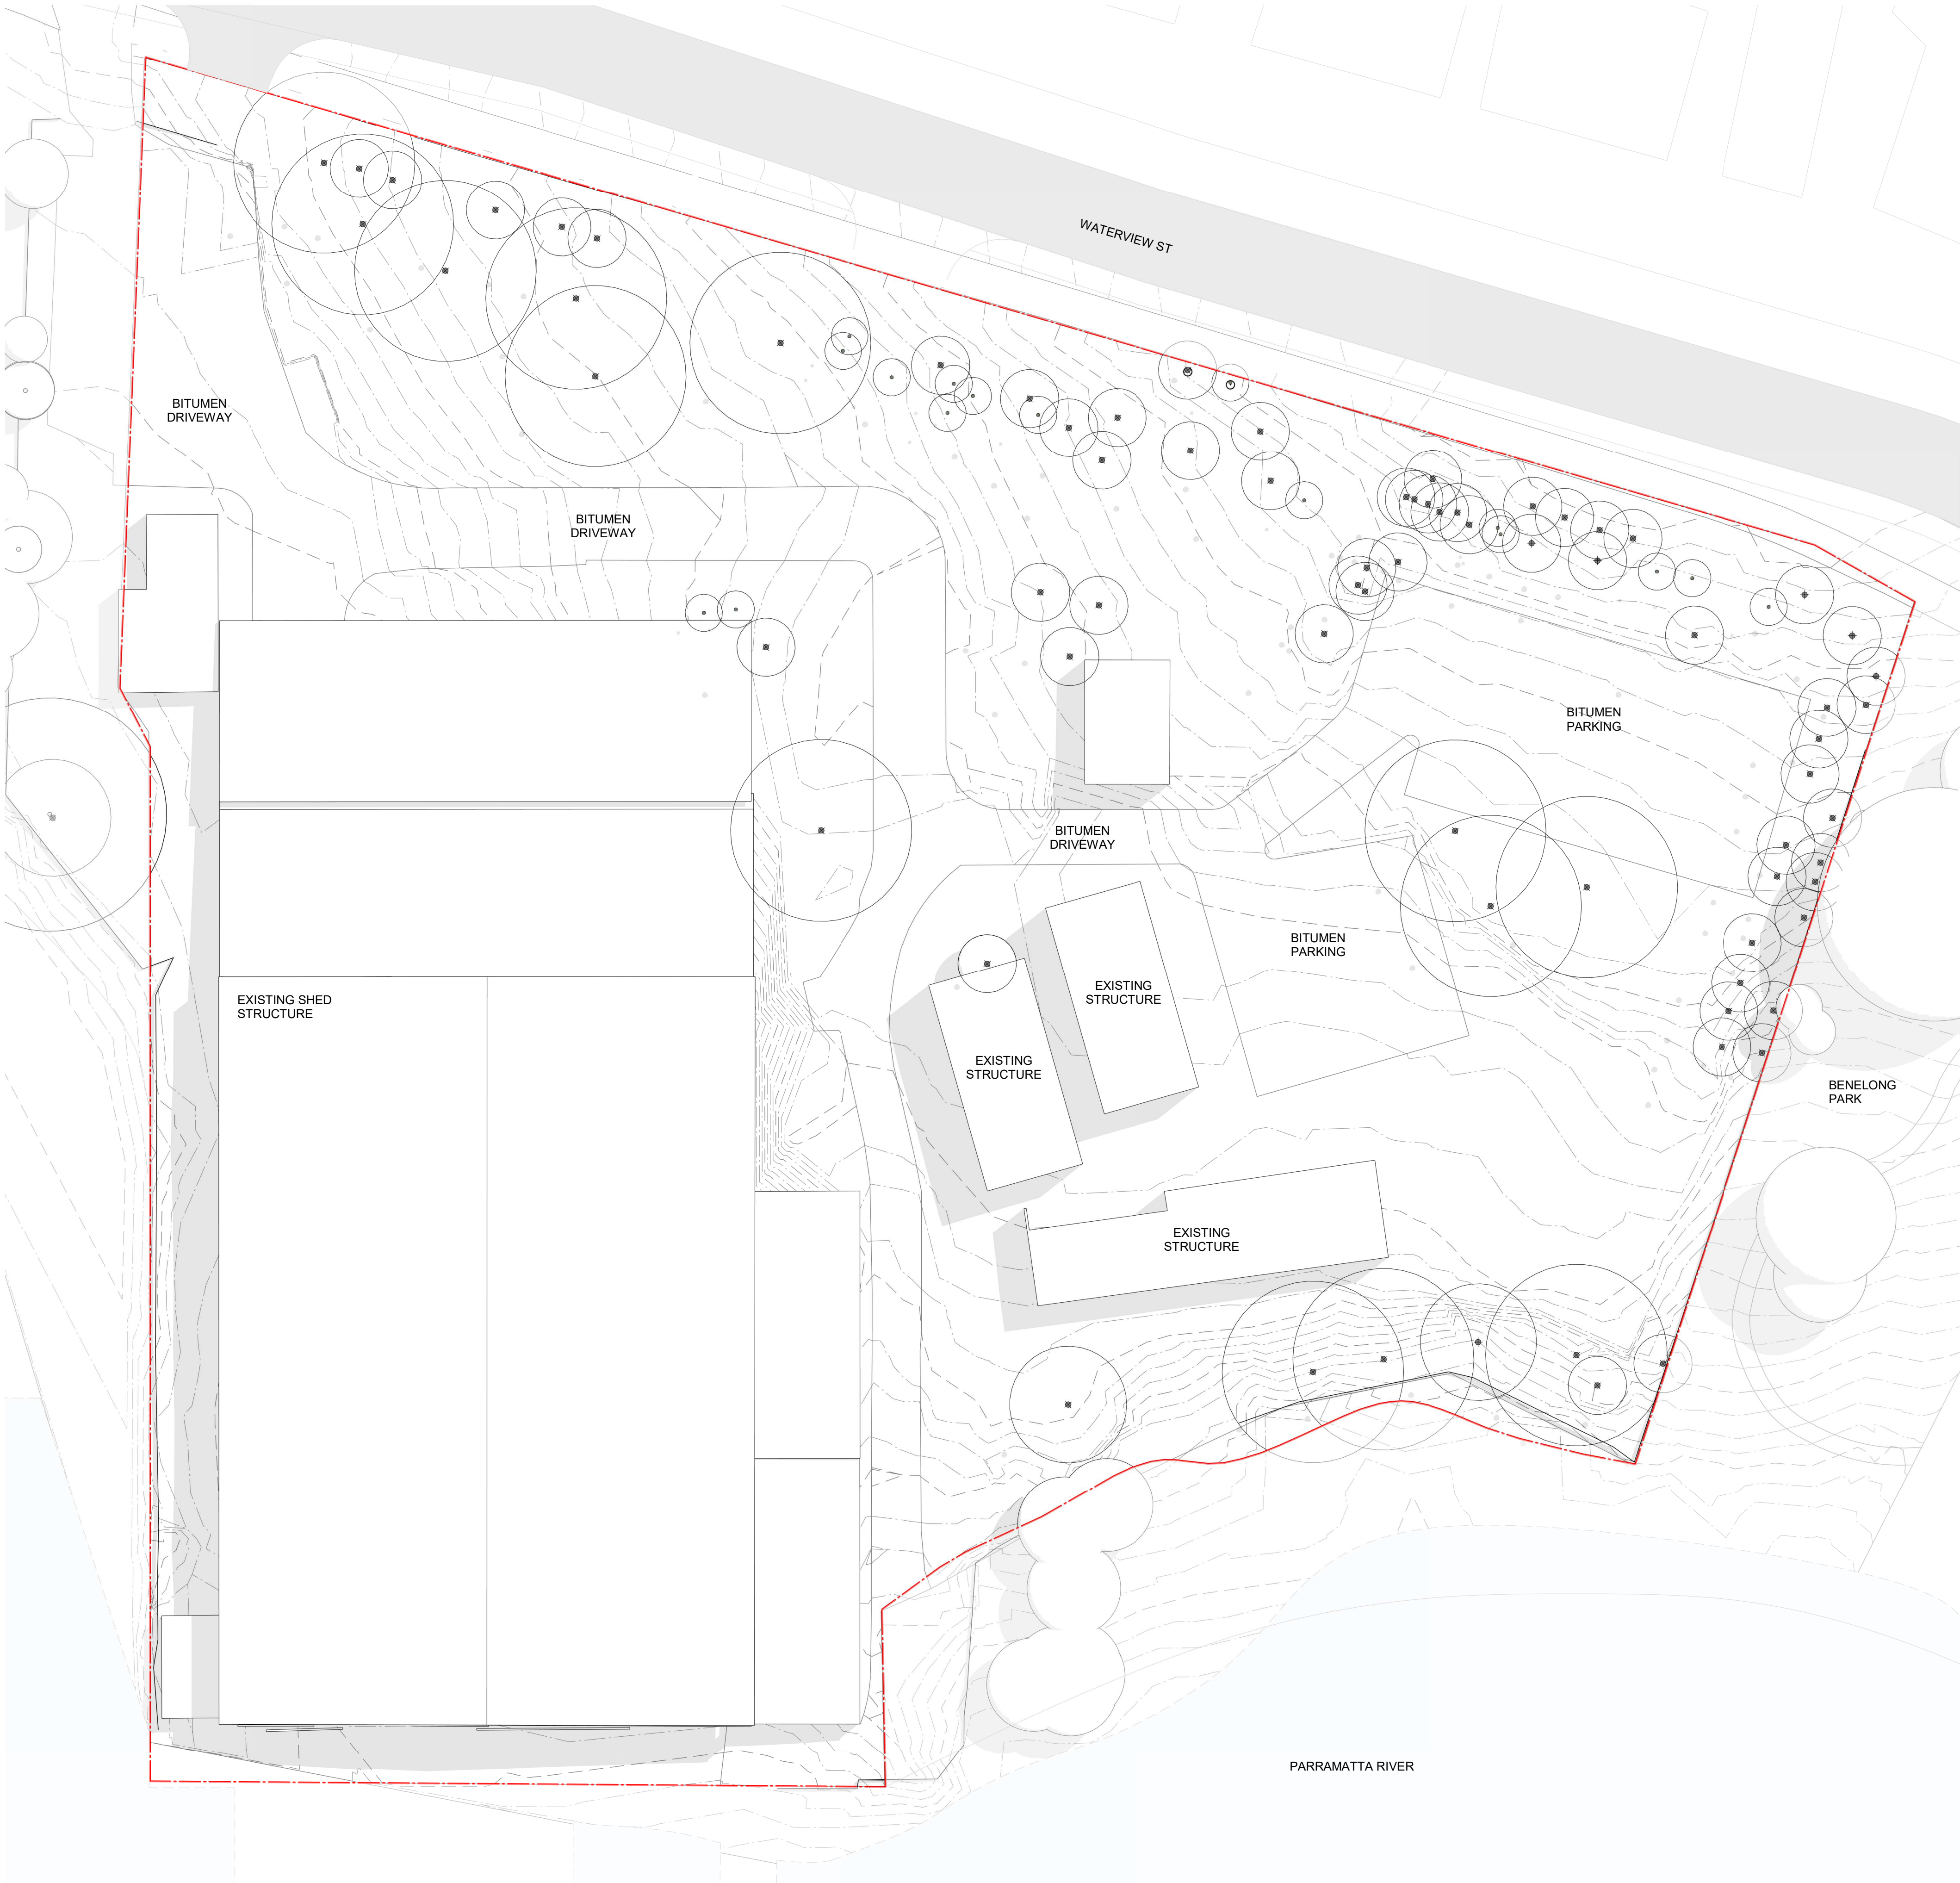 WATERVIEW ST
BITUMEN
DRIVEWAY
BITUMEN
DRIVEWAY
BITUMEN
PARKING
BITUMEN
DRIVEWAY
BITUMEN
PARKING
EXISTING SHED
STRUCTURE
EXISTING
STRUCTURE
EXISTING
STRUCTURE
BENELONG
PARK
EXISTING
STRUCTURE
PARRAMATTA RIVER